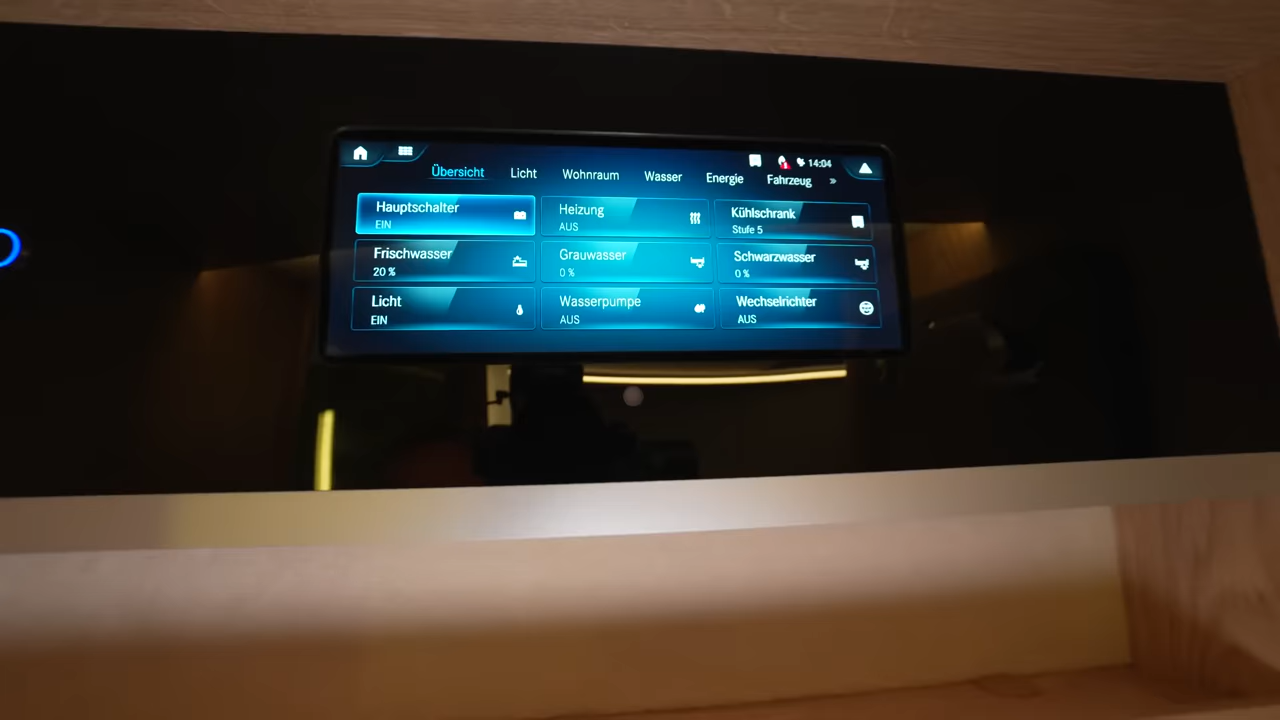 14:04
Übersicht Licht Wohnraum Wasser Energie Fahrzeug »
Hauptschalter
EIN
Heizung
AUS
Kühlschrank
Stufe 5
Frischwasser
20 %
Grauwasser
0 %
Schwarzwasser
0 %
Licht
EIN
Wasserpumpe
AUS
Wechselrichter
AUS